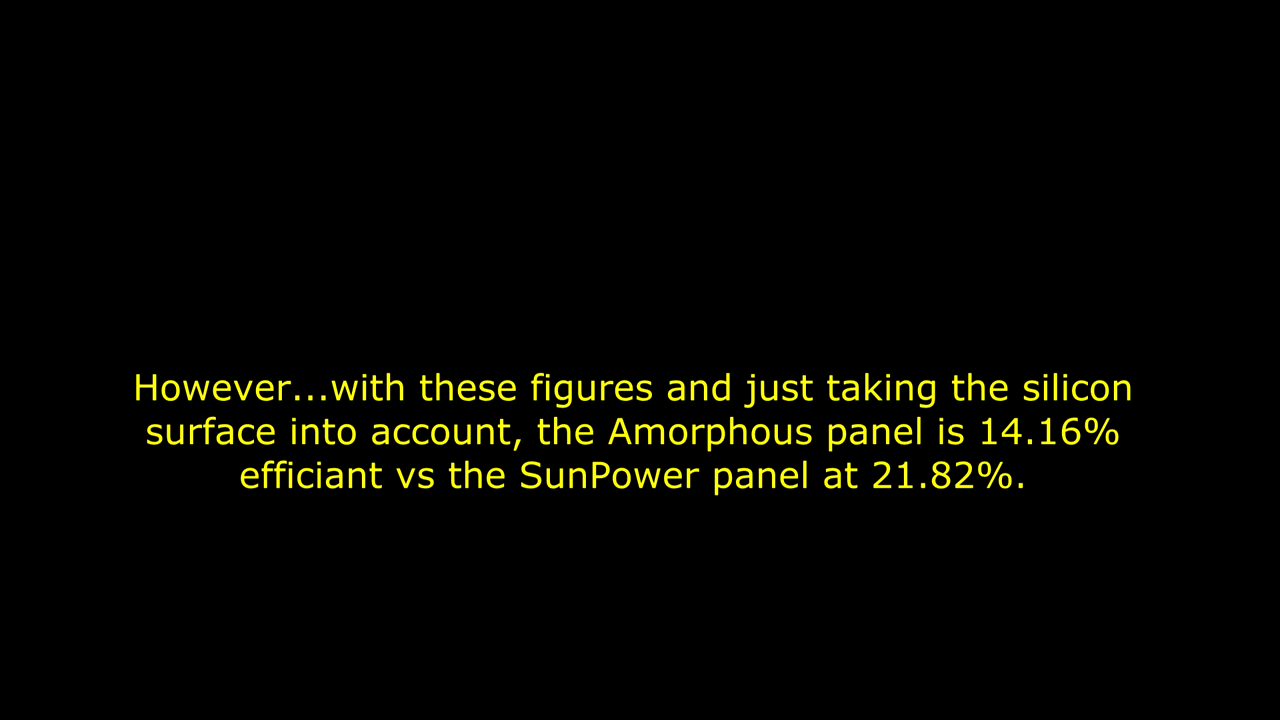 However...with these figures and just taking the silicon
surface into account, the Amorphous panel is 14.16%
efficiant vs the SunPower panel at 21.82%.